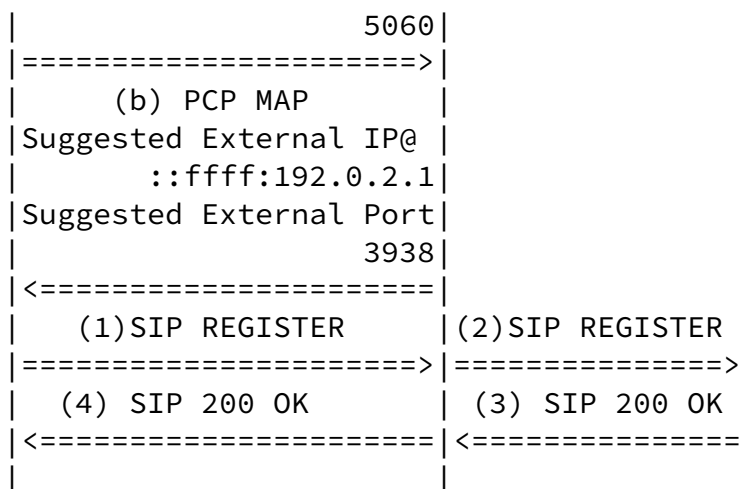 |                   5060|
|======================>|
|     (b) PCP MAP       |
|Suggested External IP@ |
|       ::ffff:192.0.2.1|
|Suggested External Port|
|                   3938|
|<======================|
|   (1)SIP REGISTER     |(2)SIP REGISTER
|======================>|===============>
|  (4) SIP 200 OK       | (3) SIP 200 OK
|<======================|<===============
|                       |